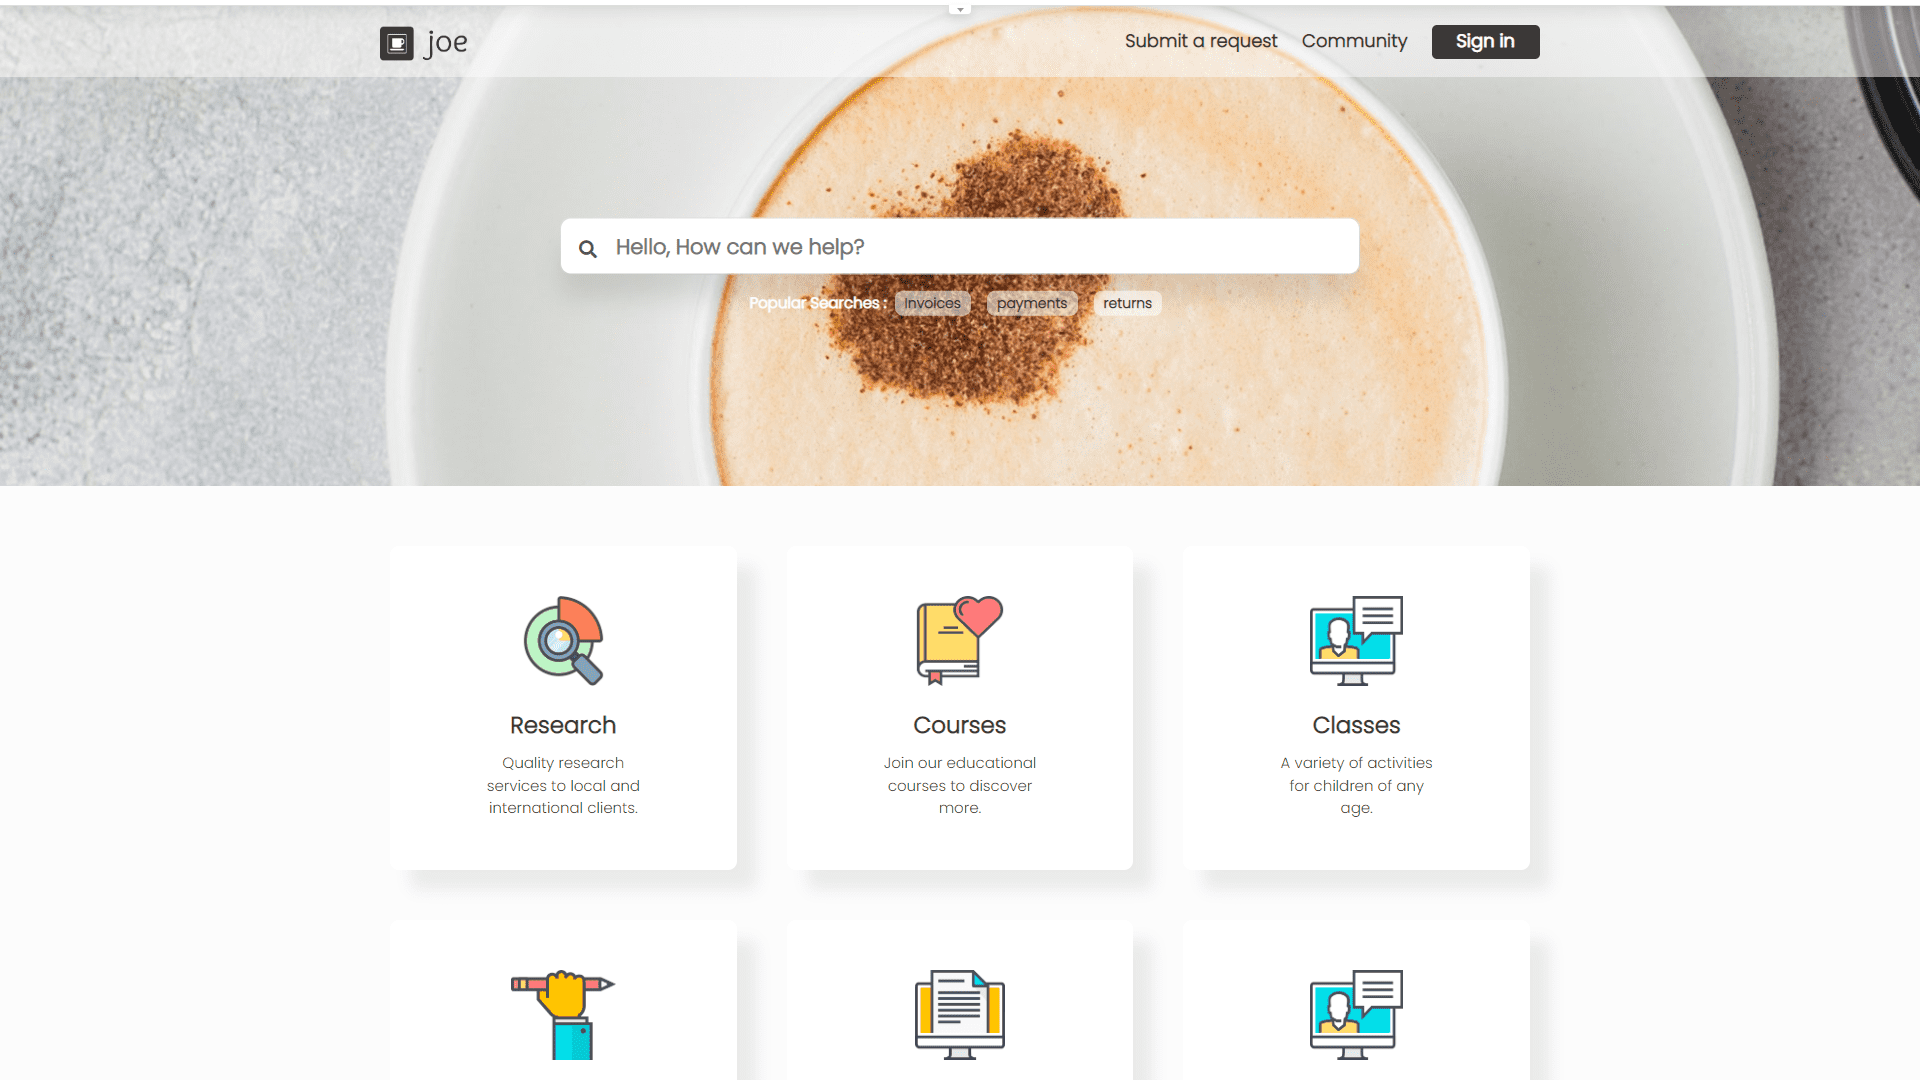 joe
Submit a request
Community
Sign in
Hello, How can we help?
Popular Searches : Invoices payments returns
Research
Quality research
services to local and
international clients.
Courses
Join our educational
courses to discover
more.
Classes
A variety of activities
for children of any
age.